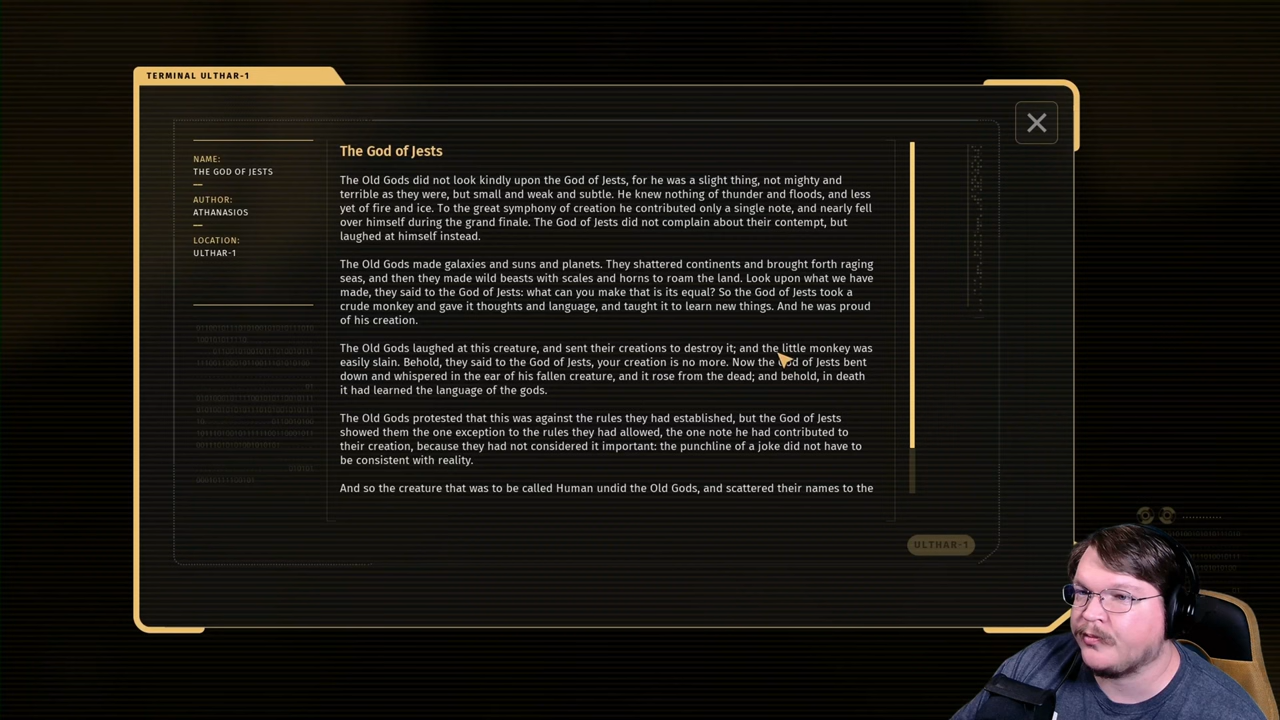 TERMINAL ULTHAR-1
NAME:
THE GOD OF JESTS
AUTHOR:
ATHANASIOS
LOCATION:
ULTHAR-1
The God of Jests
The Old Gods did not look kindly upon the God of Jests, for he was a slight thing, not mighty and
terrible as they were, but small and weak and subtle. He knew nothing of thunder and floods, and less
yet of fire and ice. To the great symphony of creation he contributed only a single note, and nearly fell
over himself during the grand finale. The God of Jests did not complain about their contempt, but
laughed at himself instead.
The Old Gods made galaxies and suns and planets. They shattered continents and brought forth raging
seas, and then they made wild beasts with scales and horns to roam the land. Look upon what we have
made, they said to the God of Jests: what can you make that is its equal? So the God of Jests took a
crude monkey and gave it thoughts and language, and taught it to learn new things. And he was proud
of his creation.
The Old Gods laughed at this creature, and sent their creations to destroy it; and the little monkey was
easily slain. Behold, they said to the God of Jests, your creation is no more. Now the God of Jests bent
down and whispered in the ear of his fallen creature, and it rose from the dead; and behold, in death
it had learned the language of the gods.
The Old Gods protested that this was against the rules they had established, but the God of Jests
showed them the one exception to the rules they had allowed, the one note he had contributed to
their creation, because they had not considered it important: the punchline of a joke did not have to
be consistent with reality.
And so the creature that was to be called Human undid the Old Gods, and scattered their names to the
ULTHAR-1